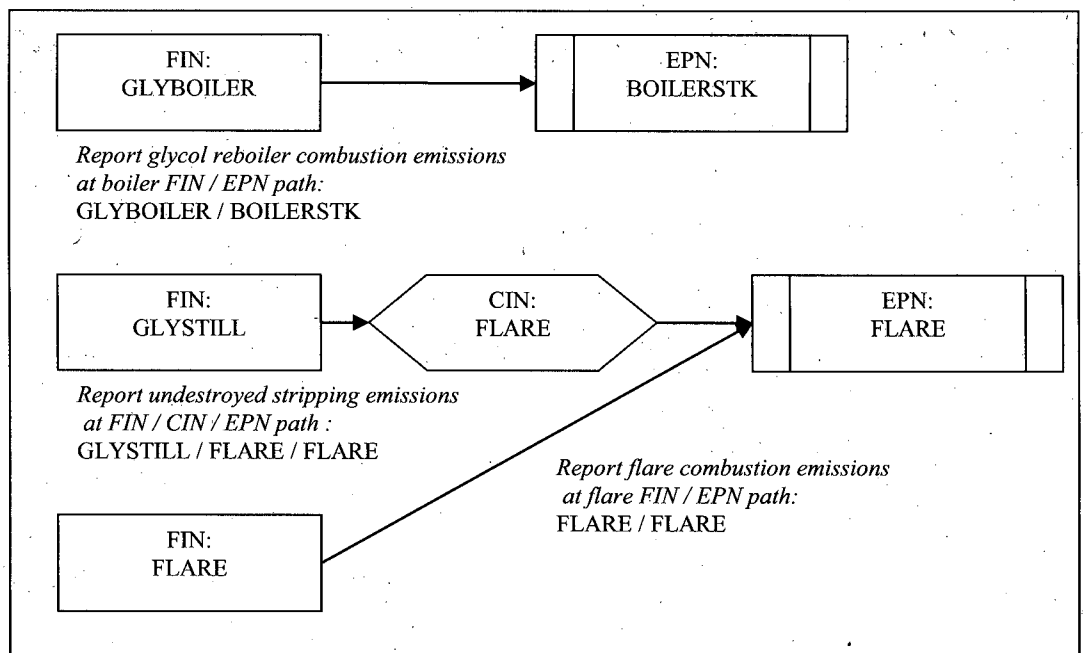 FIN:
GLYBOILER
EPN:
BOILERSTK
Report glycol reboiler combustion emissions
at boiler FIN / EPN path:
GLYBOILER / BOILERSTK
FIN:
GLYSTILL
CIN:
FLARE
EPN:
FLARE
Report undestroyed stripping emissions
at FIN / CIN / EPN path :
GLYSTILL / FLARE / FLARE
Report flare combustion emissions
at flare FIN / EPN path:
FLARE / FLARE
FIN:
FLARE